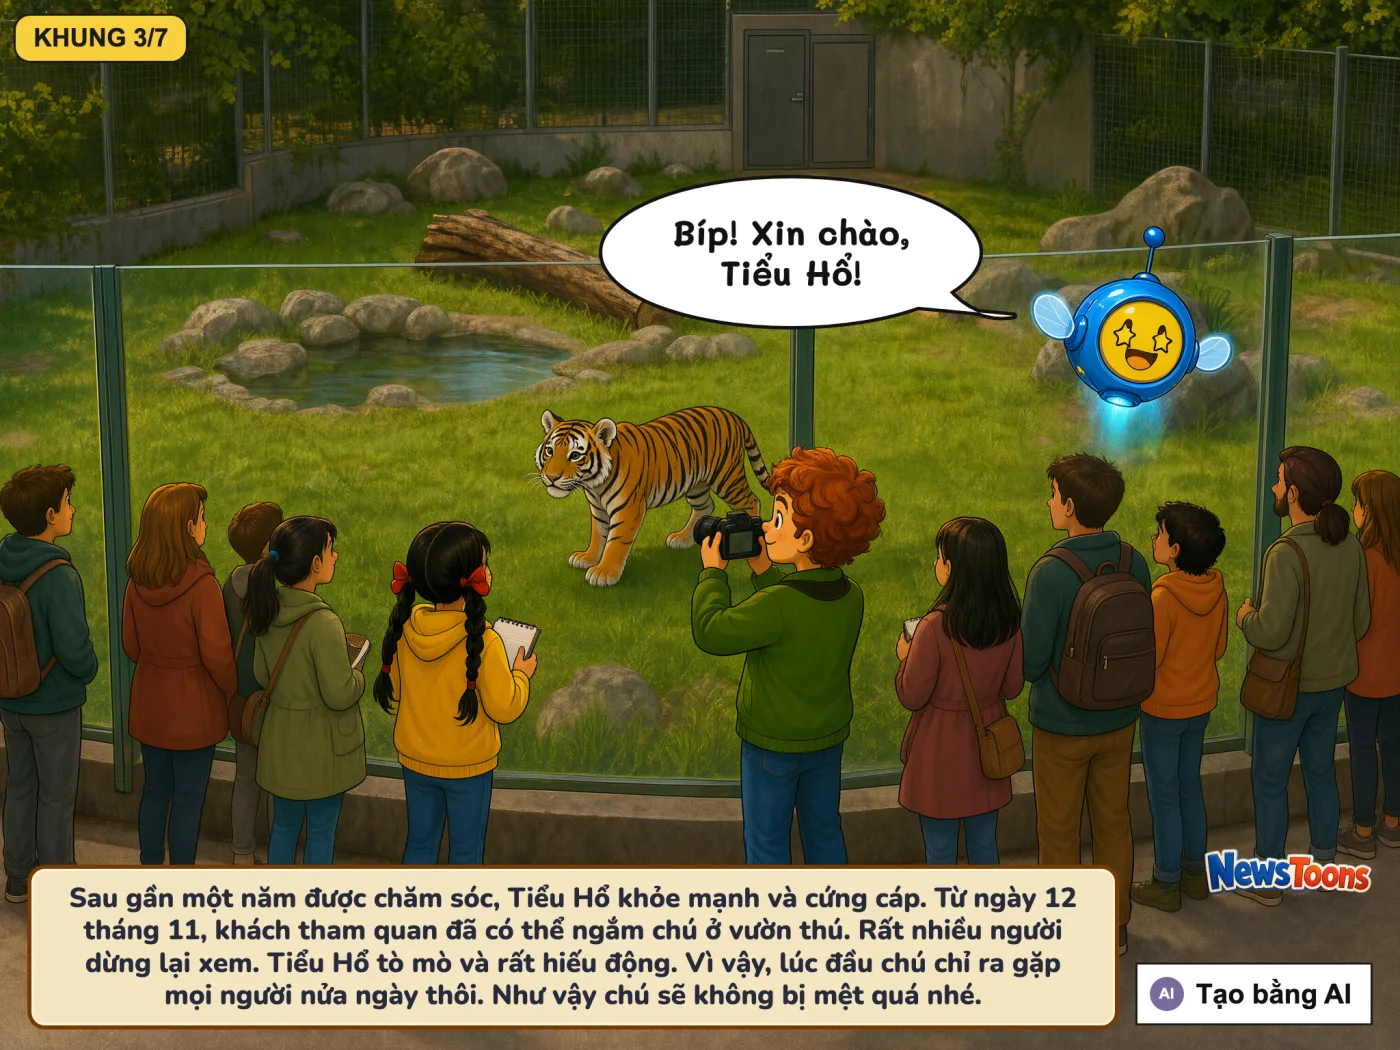 KHUNG 3/7
Bíp! Xin chào,
Tiểu Hổ!
Sau gần một năm được chăm sóc, Tiểu Hổ khỏe mạnh và cứng cáp. Từ ngày 12
tháng 11, khách tham quan đã có thể ngắm chú ở vườn thú. Rất nhiều người
dừng lại xem. Tiểu Hổ tò mò và rất hiếu động. Vì vậy, lúc đầu chú chỉ ra gặp
mọi người nửa ngày thôi. Như vậy chú sẽ không bị mệt quá nhé.
NEWSTOONS
AI Tạo bằng AI